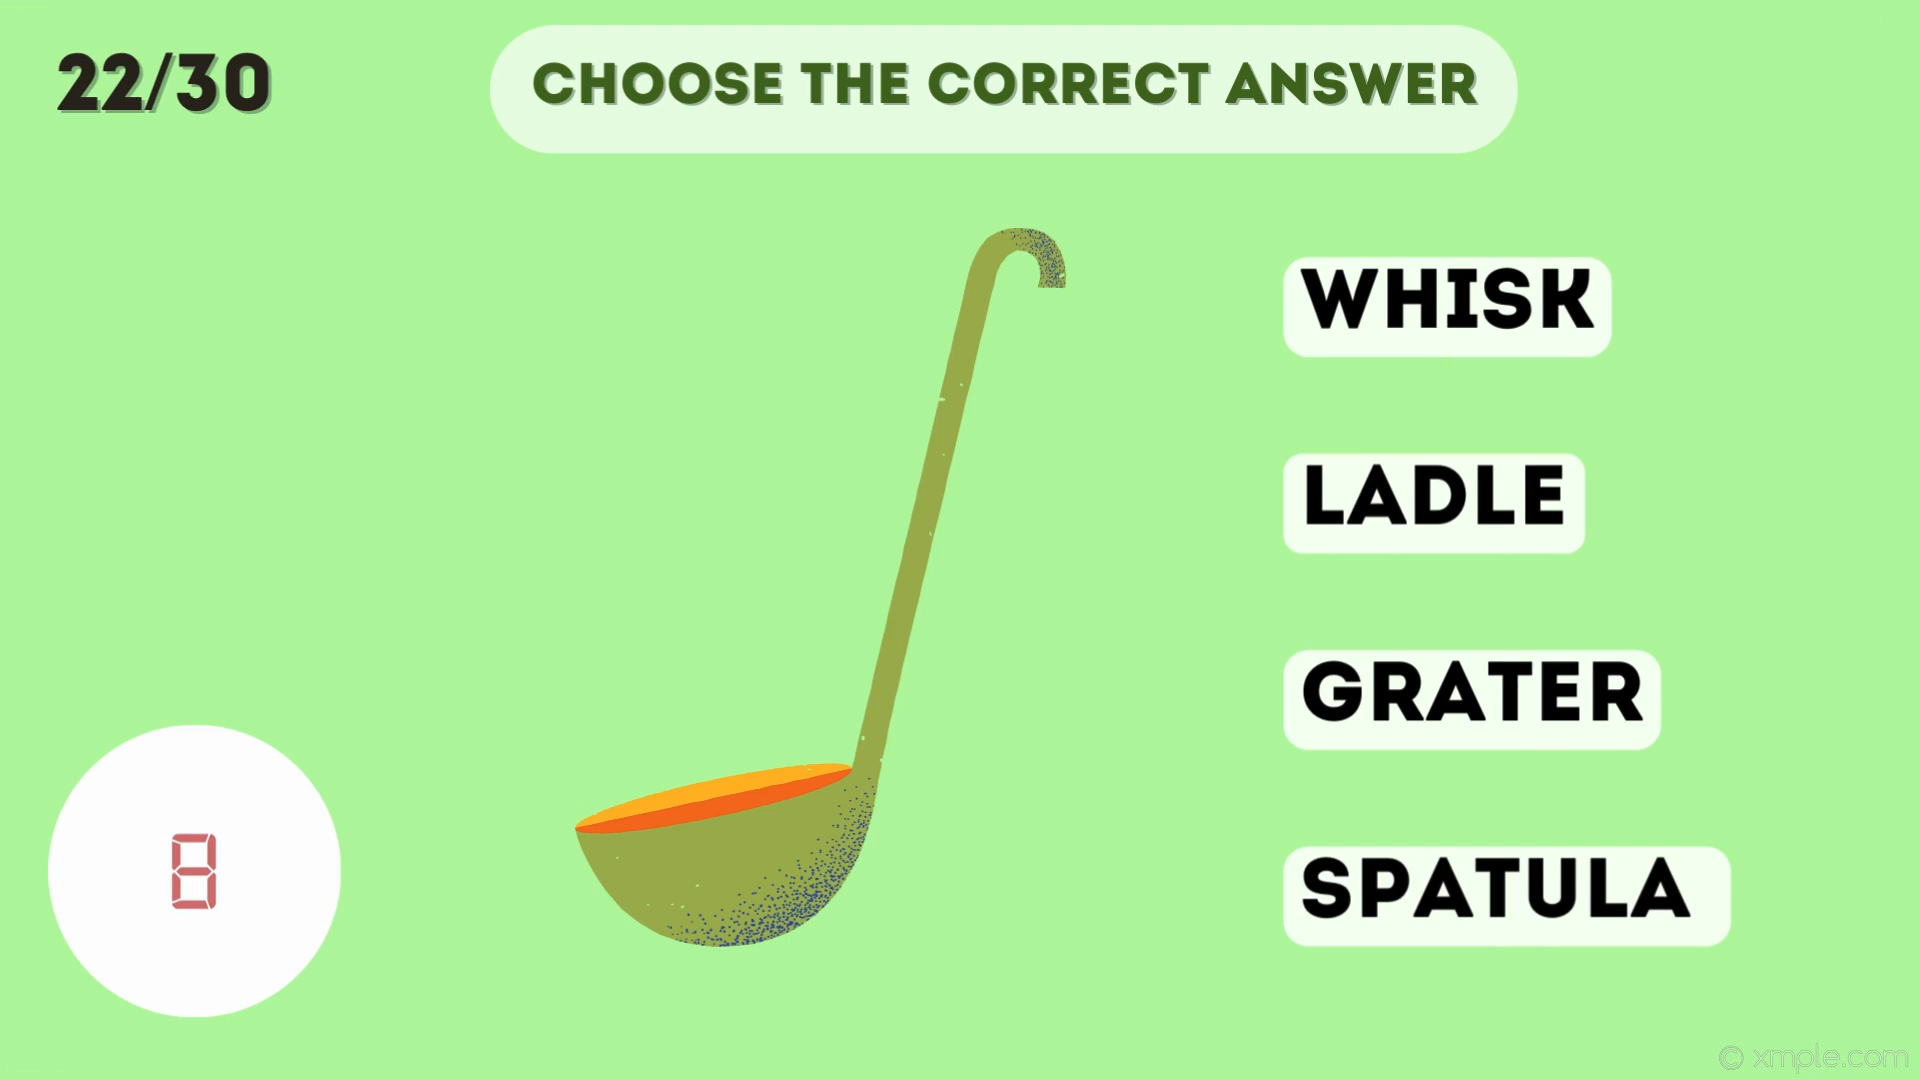 22/30
CHOOSE THE CORRECT ANSWER
WHISK
LADLE
GRATER
SPATULA
8
© xmple.com